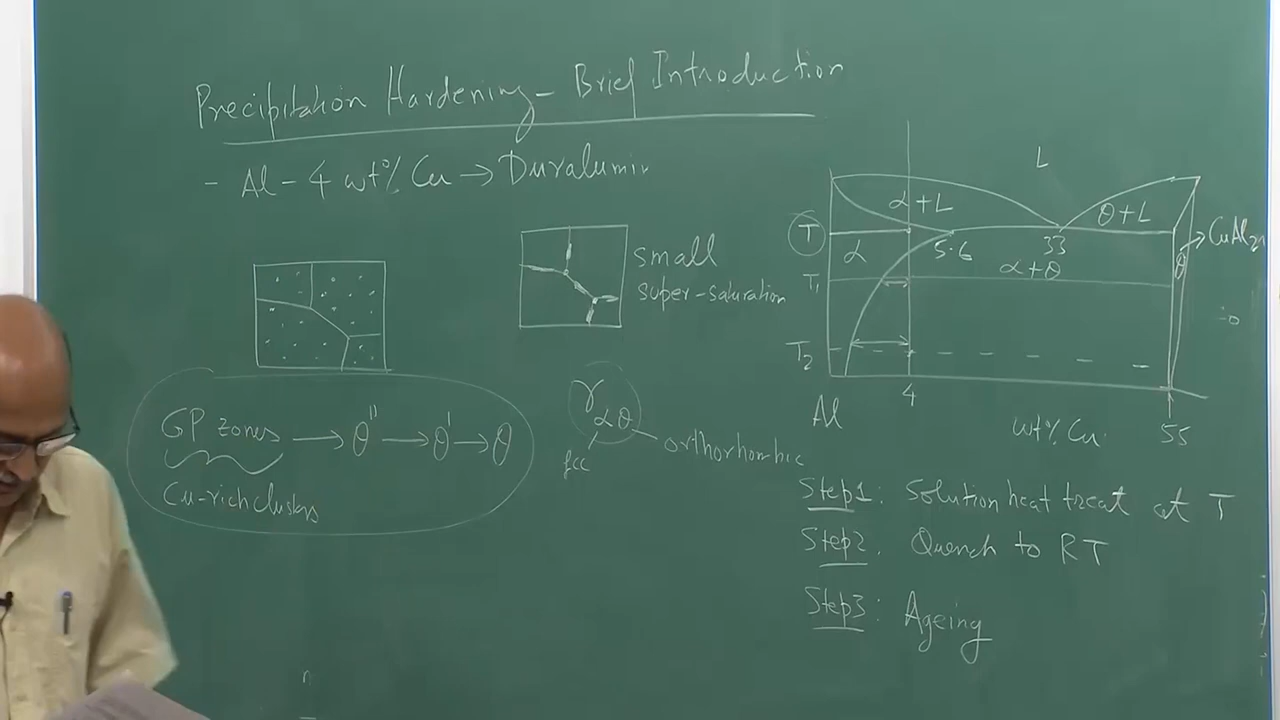 Precipitation Hardening - Brief Introduction
- Al - 4 wt% Cu → Duralumin
small
super-saturation
GP zones → θ'' → θ' → θ
Cu-rich clusters
γαθ
fcc
orthorhombic
L
α + L
θ + L
T
α
5.6
33
α + θ
θ
→ CuAl2
T1
T2
Al
4
wt% Cu
55
Step1: Solution heat treat at T
Step2. Quench to RT
Step3: Ageing